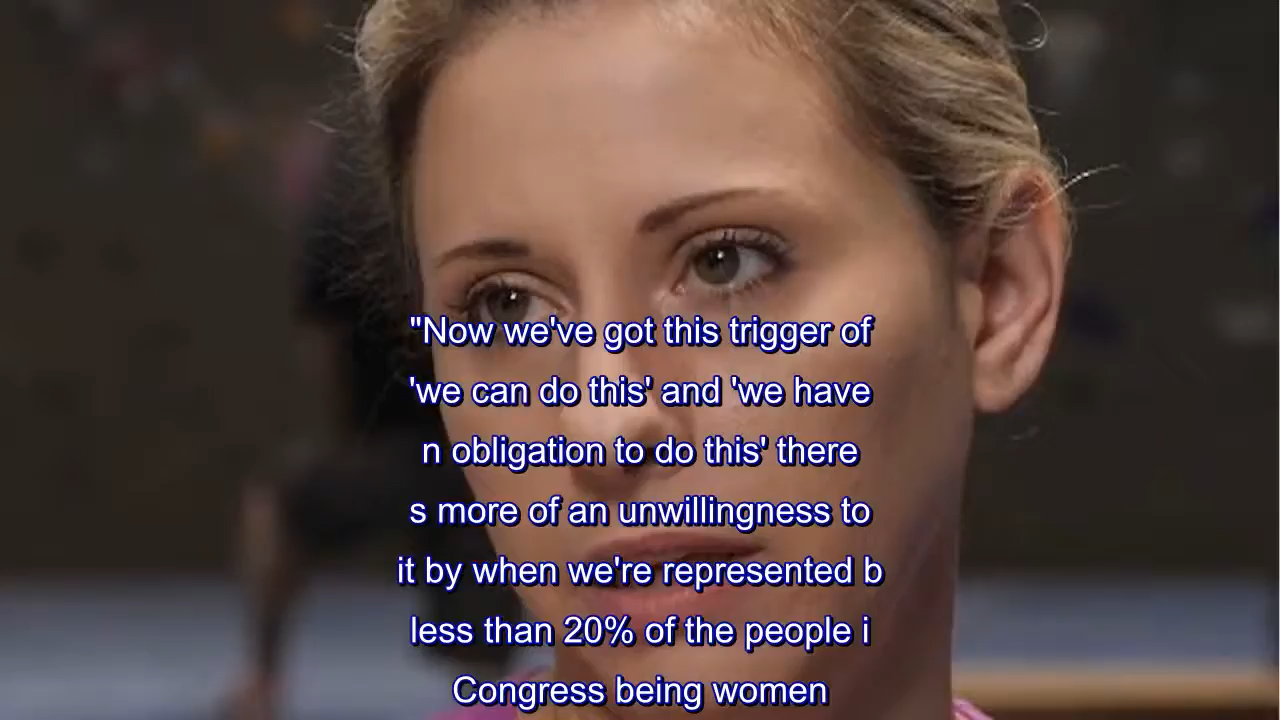 "Now we've got this trigger of
'we can do this' and 'we have
n obligation to do this' there
s more of an unwillingness to
it by when we're represented b
less than 20% of the people i
Congress being women